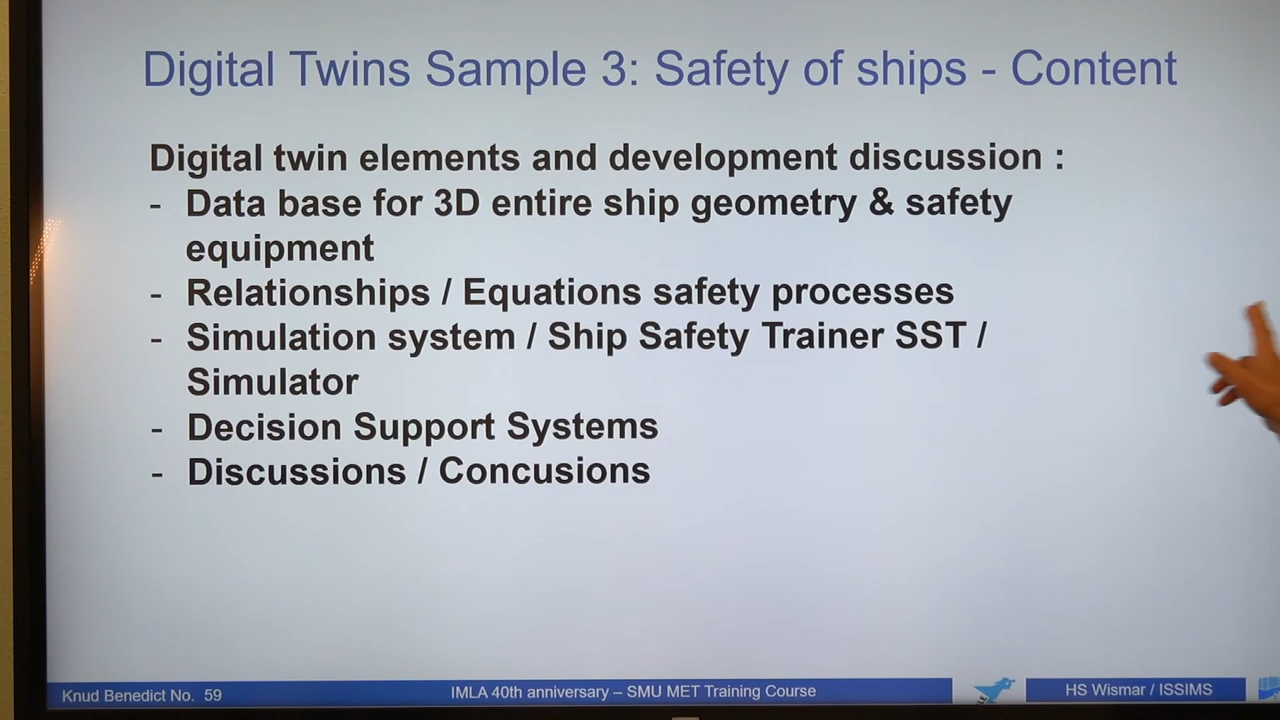 Digital Twins Sample 3: Safety of ships - Content
Digital twin elements and development discussion :
- Data base for 3D entire ship geometry & safety
equipment
- Relationships / Equations safety processes
- Simulation system / Ship Safety Trainer SST /
Simulator
- Decision Support Systems
- Discussions / Concusions
Knud Benedict No. 59
IMLA 40th anniversary – SMU MET Training Course
HS Wismar / ISSIMS